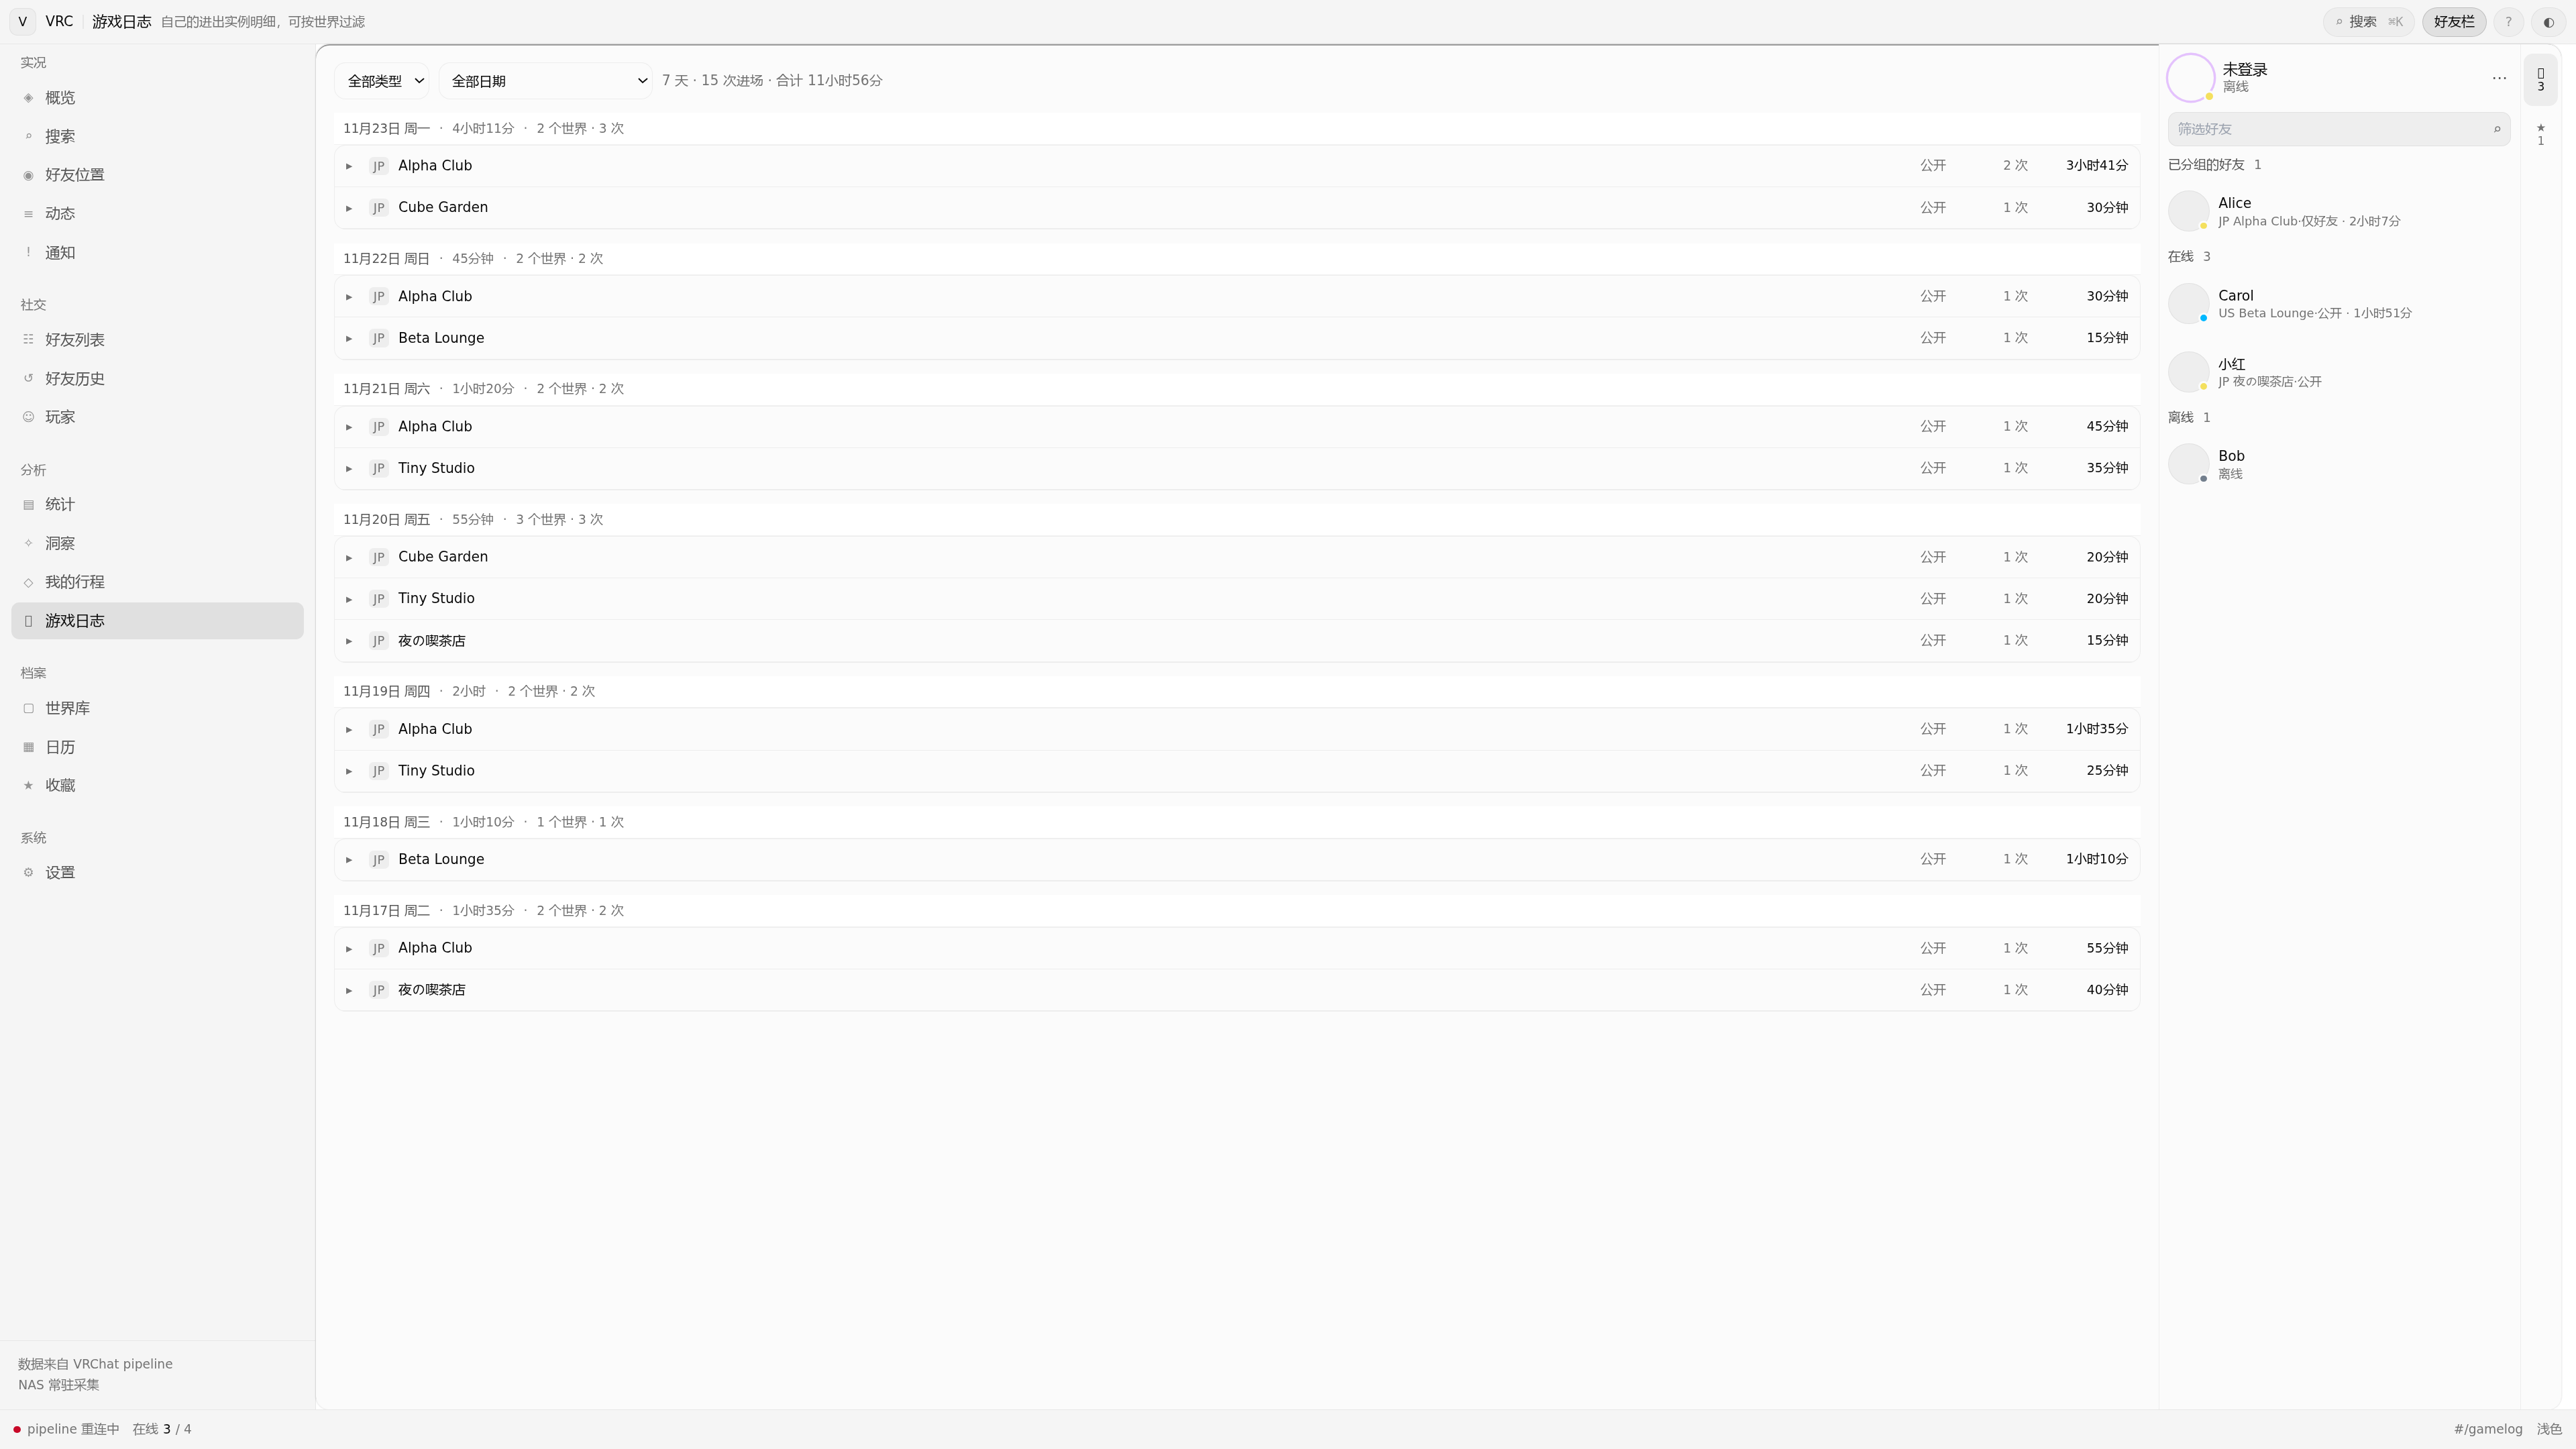 V VRC 游戏日志 自己的进出实例明细，可按世界过滤
搜索 ⌘K 好友栏 ?
实况
概览
搜索
好友位置
动态
通知
社交
好友列表
好友历史
玩家
分析
统计
洞察
我的行程
游戏日志
档案
世界库
日历
收藏
系统
设置
数据来自 VRChat pipeline
NAS 常驻采集
全部类型 全部日期 7 天 · 15 次进场 · 合计 11小时56分
11月23日 周一 · 4小时11分 · 2 个世界 · 3 次
JP Alpha Club 公开 2 次 3小时41分
JP Cube Garden 公开 1 次 30分钟
11月22日 周日 · 45分钟 · 2 个世界 · 2 次
JP Alpha Club 公开 1 次 30分钟
JP Beta Lounge 公开 1 次 15分钟
11月21日 周六 · 1小时20分 · 2 个世界 · 2 次
JP Alpha Club 公开 1 次 45分钟
JP Tiny Studio 公开 1 次 35分钟
11月20日 周五 · 55分钟 · 3 个世界 · 3 次
JP Cube Garden 公开 1 次 20分钟
JP Tiny Studio 公开 1 次 20分钟
JP 夜の喫茶店 公开 1 次 15分钟
11月19日 周四 · 2小时 · 2 个世界 · 2 次
JP Alpha Club 公开 1 次 1小时35分
JP Tiny Studio 公开 1 次 25分钟
11月18日 周三 · 1小时10分 · 1 个世界 · 1 次
JP Beta Lounge 公开 1 次 1小时10分
11月17日 周二 · 1小时35分 · 2 个世界 · 2 次
JP Alpha Club 公开 1 次 55分钟
JP 夜の喫茶店 公开 1 次 40分钟
未登录
离线
…
筛选好友
已分组的好友 1
Alice
JP Alpha Club·仅好友 · 2小时7分
在线 3
Carol
US Beta Lounge·公开 · 1小时51分
小红
JP 夜の喫茶店·公开
离线 1
Bob
离线
3
★
1
pipeline 重连中 在线 3 / 4
#/gamelog 浅色